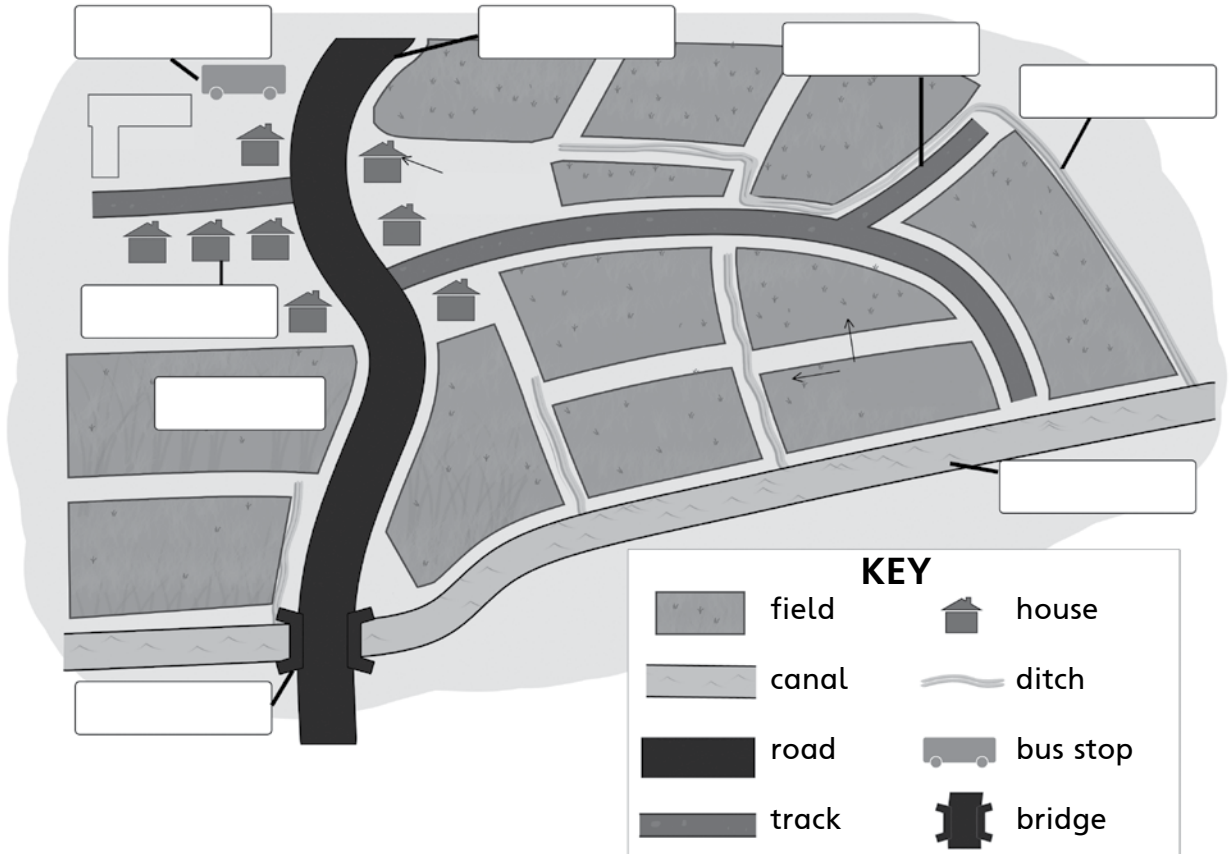 KEY
field
house
canal
ditch
road
bus stop
track
bridge